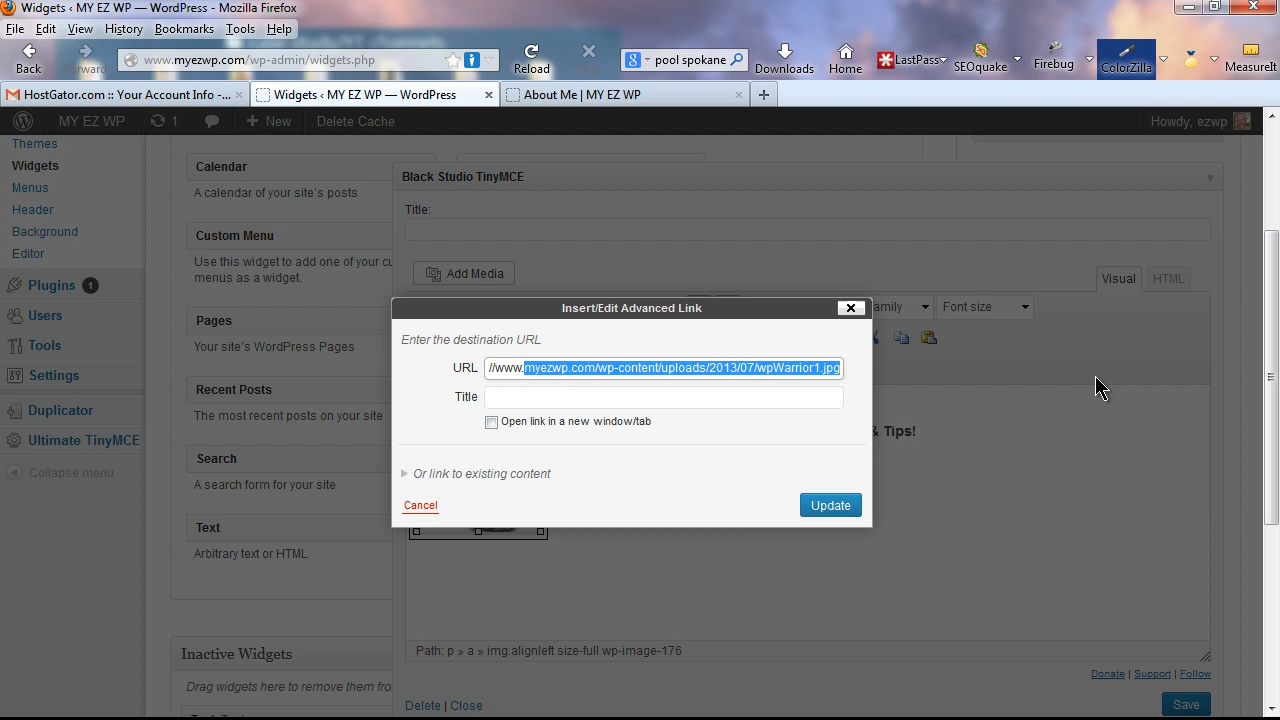 Widgets ‹ MY EZ WP — WordPress - Mozilla Firefox
File Edit View History Bookmarks Tools Help
Back Forward www.myezwp.com/wp-admin/widgets.php Reload pool spokane Downloads Home LastPass SEOquake Firebug ColorZilla MeasureIt
HostGator.com :: Your Account Info -... Widgets ‹ MY EZ WP — WordPress About Me | MY EZ WP
MY EZ WP 1 New Delete Cache Howdy, ezwp
Themes
Widgets
Menus
Header
Background
Editor
Plugins 1
Users
Tools
Settings
Duplicator
Ultimate TinyMCE
Collapse menu
Calendar
A calendar of your site's posts
Custom Menu
Use this widget to add one of your cu
menus as a widget.
Pages
Your site's WordPress Pages
Recent Posts
The most recent posts on your site
Search
A search form for your site
Text
Arbitrary text or HTML
Inactive Widgets
Drag widgets here to remove them fro
Black Studio TinyMCE
Title:
Add Media
Visual HTML
amily Font size
& Tips!
Insert/Edit Advanced Link
Enter the destination URL
URL //www.myezwp.com/wp-content/uploads/2013/07/wpWarrior1.jpg
Title
Open link in a new window/tab
Or link to existing content
Cancel Update
Path: p » a » img.alignleft size-full wp-image-176
Donate | Support | Follow
Delete | Close Save